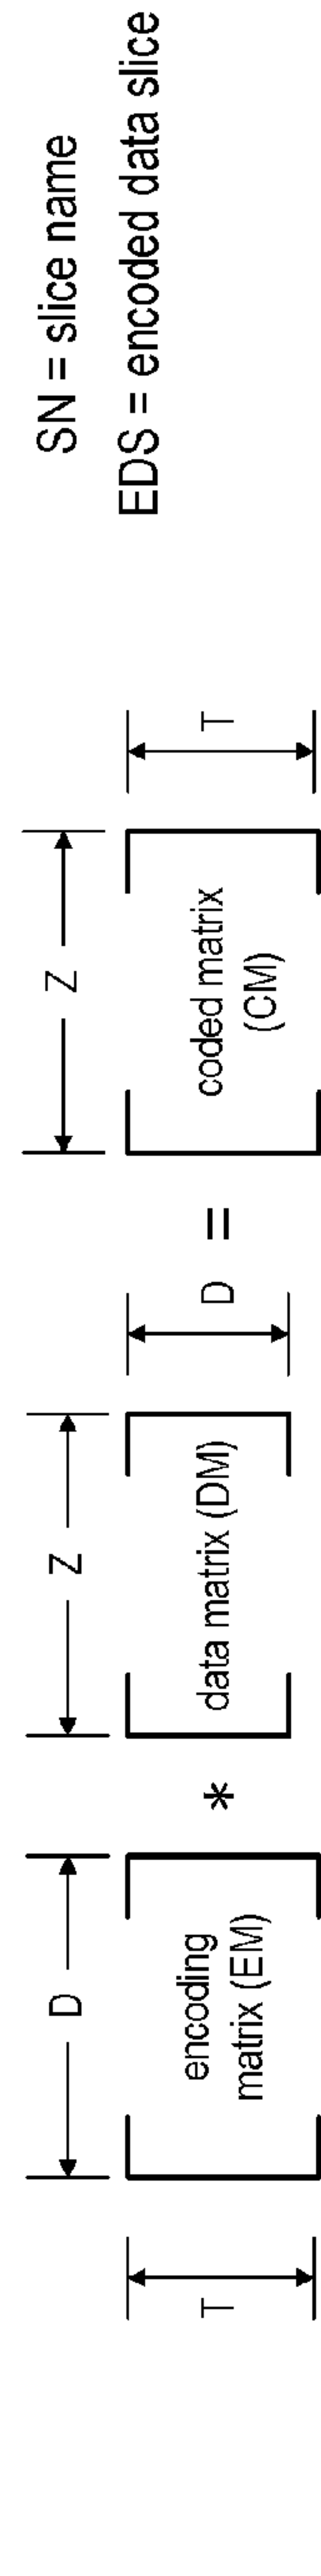 SN = slice name
EDS = encoded data slice
D
Z
Z
T
encoding
matrix (EM)
*
data matrix (DM)
D
=
coded matrix
(CM)
T